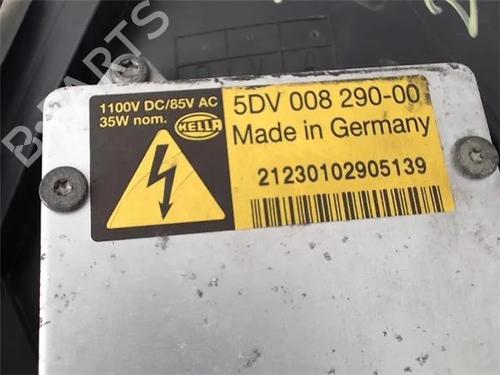 B-PARTS
1100V DC/85V AC
35W nom.
HELLA
5DV 008 290-00
Made in Germany
21230102905139